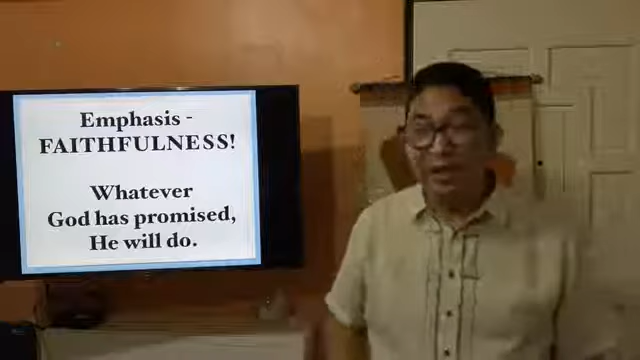 Emphasis -
FAITHFULNESS!
Whatever
God has promised,
He will do.